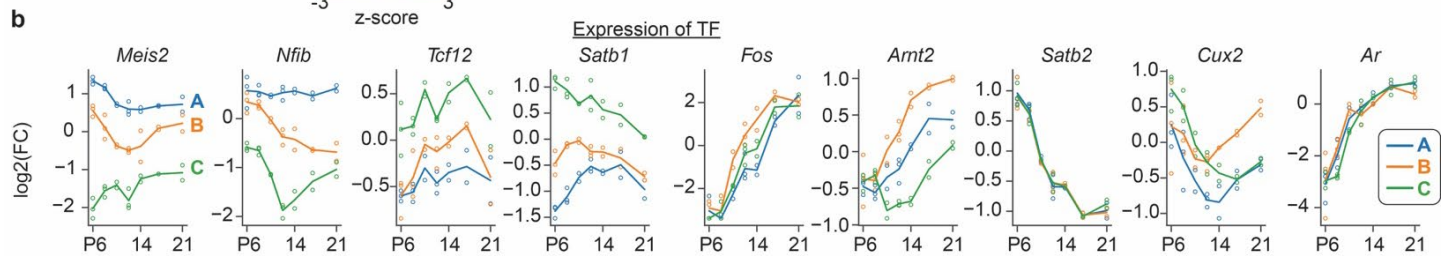 b
-3 3
z-score
Expression of TF
Meis2 Nfib Tcf12 Satb1 Fos Arnt2 Satb2 Cux2 Ar
log2(FC)
1
0
−1
−2
A
B
C
P6 14 21
0
−1
−2
P6 14 21
0.5
0.0
−0.5
P6 14 21
1.0
0.5
0.0
−0.5
−1.0
−1.5
P6 14 21
2
0
−2
P6 14 21
1.0
0.5
0.0
−0.5
−1.0
P6 14 21
1.0
0.5
0.0
−0.5
−1.0
P6 14 21
1.0
0.5
0.0
−0.5
−1.0
P6 14 21
0
−2
−4
P6 14 21
A
B
C